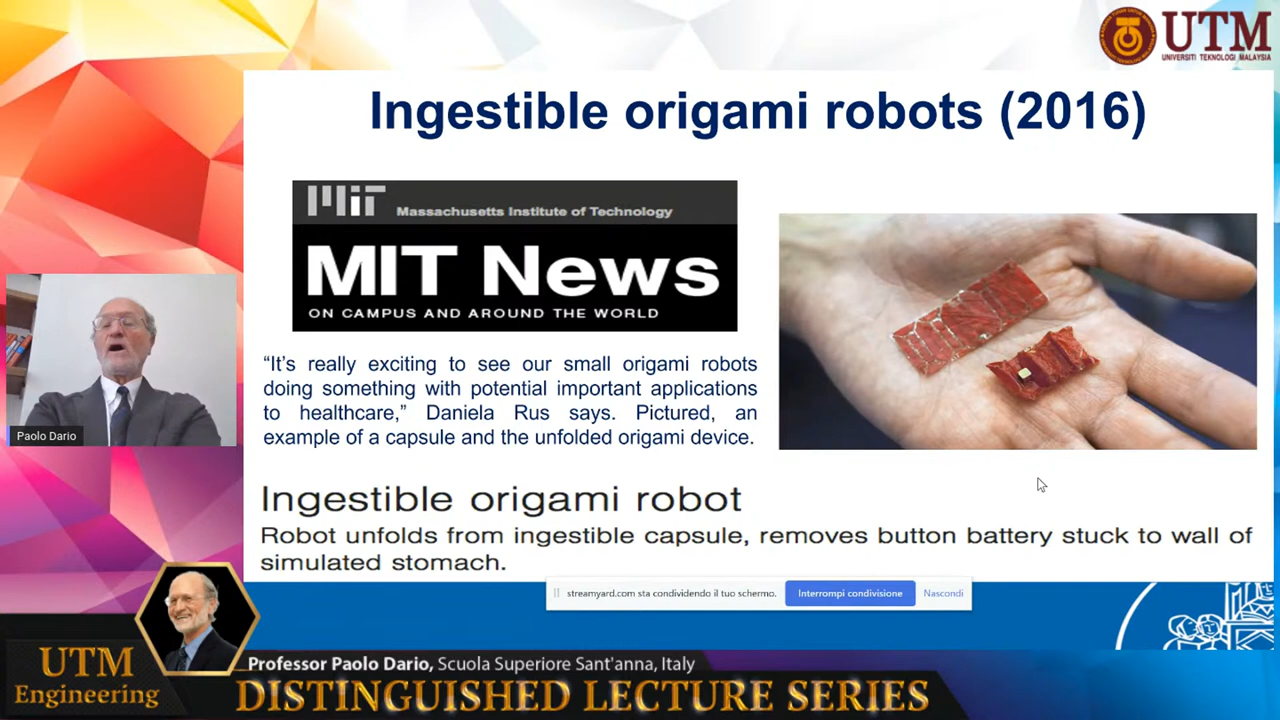 UTM
UNIVERSITI TEKNOLOGI MALAYSIA
Ingestible origami robots (2016)
MIT
Massachusetts Institute of Technology
MIT News
ON CAMPUS AND AROUND THE WORLD
“It’s really exciting to see our small origami robots
doing something with potential important applications
to healthcare,” Daniela Rus says. Pictured, an
example of a capsule and the unfolded origami device.
Paolo Dario
Ingestible origami robot
Robot unfolds from ingestible capsule, removes button battery stuck to wall of
simulated stomach.
streamyard.com sta condividendo il tuo schermo.
Interrompi condivisione
Nascondi
UTM
Engineering
Professor Paolo Dario, Scuola Superiore Sant'anna, Italy
DISTINGUISHED LECTURE SERIES